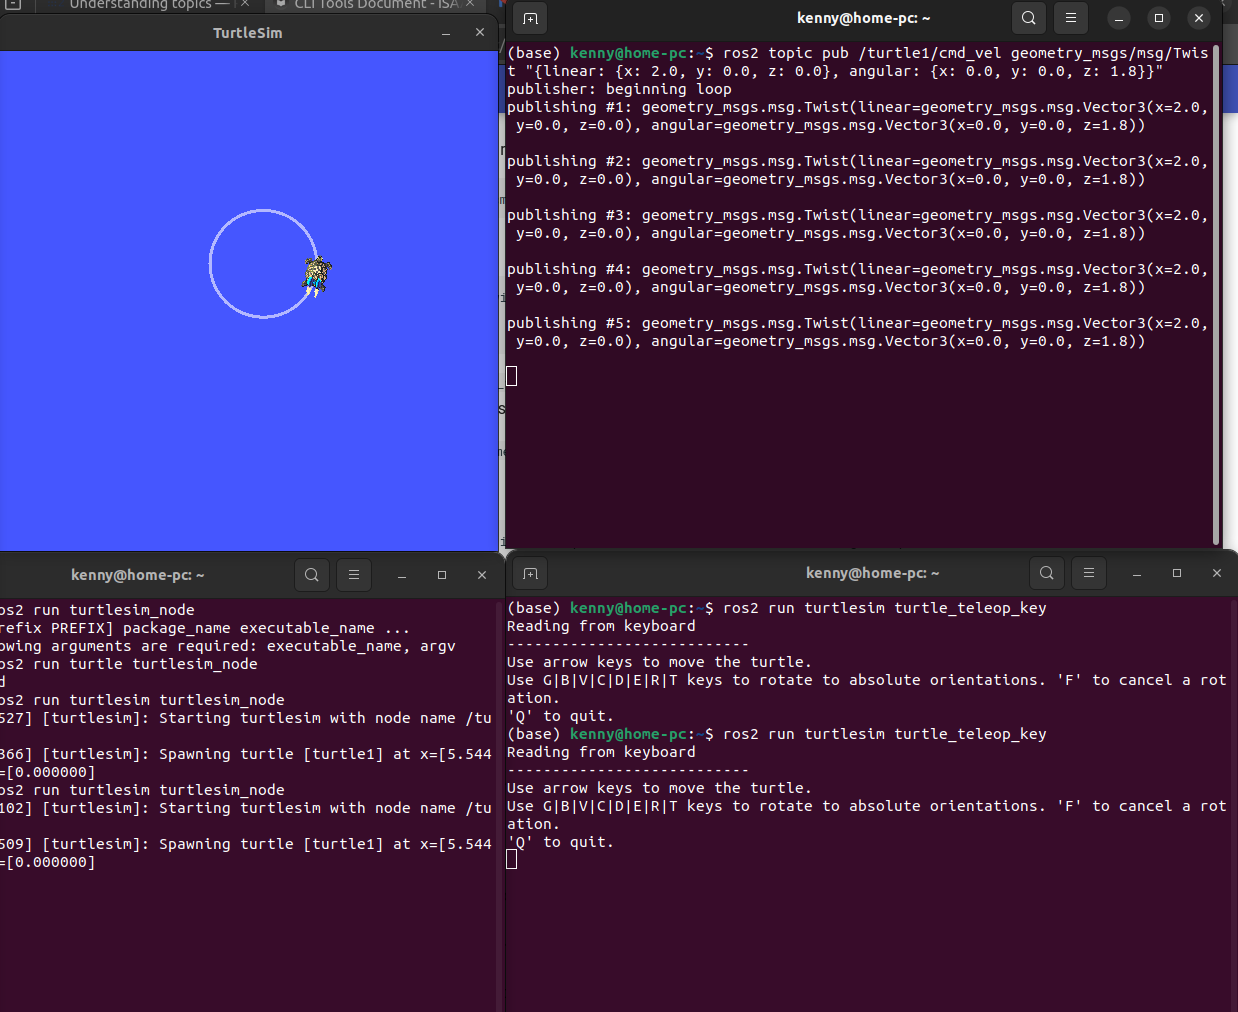 Understanding topics —
CLI Tools Document - ISA
TurtleSim
kenny@home-pc: ~
(base) kenny@home-pc:~$ ros2 topic pub /turtle1/cmd_vel geometry_msgs/msg/Twis
t "{linear: {x: 2.0, y: 0.0, z: 0.0}, angular: {x: 0.0, y: 0.0, z: 1.8}}"
publisher: beginning loop
publishing #1: geometry_msgs.msg.Twist(linear=geometry_msgs.msg.Vector3(x=2.0,
 y=0.0, z=0.0), angular=geometry_msgs.msg.Vector3(x=0.0, y=0.0, z=1.8))
publishing #2: geometry_msgs.msg.Twist(linear=geometry_msgs.msg.Vector3(x=2.0,
 y=0.0, z=0.0), angular=geometry_msgs.msg.Vector3(x=0.0, y=0.0, z=1.8))
publishing #3: geometry_msgs.msg.Twist(linear=geometry_msgs.msg.Vector3(x=2.0,
 y=0.0, z=0.0), angular=geometry_msgs.msg.Vector3(x=0.0, y=0.0, z=1.8))
publishing #4: geometry_msgs.msg.Twist(linear=geometry_msgs.msg.Vector3(x=2.0,
 y=0.0, z=0.0), angular=geometry_msgs.msg.Vector3(x=0.0, y=0.0, z=1.8))
publishing #5: geometry_msgs.msg.Twist(linear=geometry_msgs.msg.Vector3(x=2.0,
 y=0.0, z=0.0), angular=geometry_msgs.msg.Vector3(x=0.0, y=0.0, z=1.8))
kenny@home-pc: ~
os2 run turtlesim_node
refix PREFIX] package_name executable_name ...
owing arguments are required: executable_name, argv
os2 run turtle turtlesim_node
d
os2 run turtlesim turtlesim_node
527] [turtlesim]: Starting turtlesim with node name /tu
366] [turtlesim]: Spawning turtle [turtle1] at x=[5.544
=[0.000000]
os2 run turtlesim turtlesim_node
102] [turtlesim]: Starting turtlesim with node name /tu
509] [turtlesim]: Spawning turtle [turtle1] at x=[5.544
=[0.000000]
kenny@home-pc: ~
(base) kenny@home-pc:~$ ros2 run turtlesim turtle_teleop_key
Reading from keyboard
---------------------------
Use arrow keys to move the turtle.
Use G|B|V|C|D|E|R|T keys to rotate to absolute orientations. 'F' to cancel a rot
ation.
'Q' to quit.
(base) kenny@home-pc:~$ ros2 run turtlesim turtle_teleop_key
Reading from keyboard
---------------------------
Use arrow keys to move the turtle.
Use G|B|V|C|D|E|R|T keys to rotate to absolute orientations. 'F' to cancel a rot
ation.
'Q' to quit.